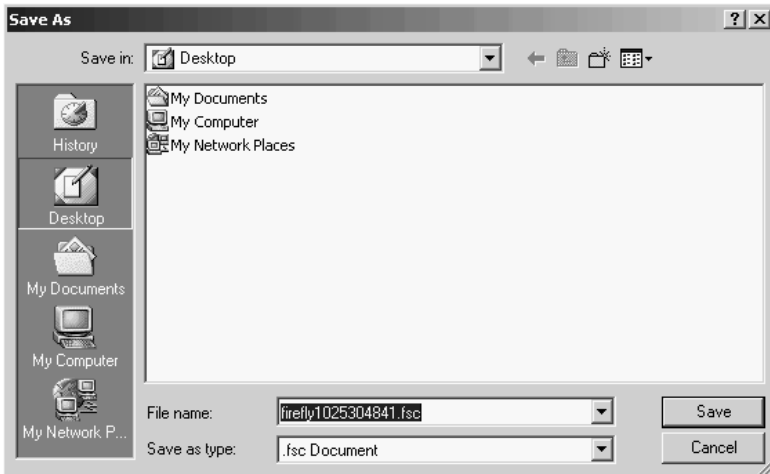 Save As
Save in: Desktop
History
Desktop
My Documents
My Computer
My Network P...
My Documents
My Computer
My Network Places
File name: firefly1025304841.fsc
Save
Save as type: .fsc Document
Cancel